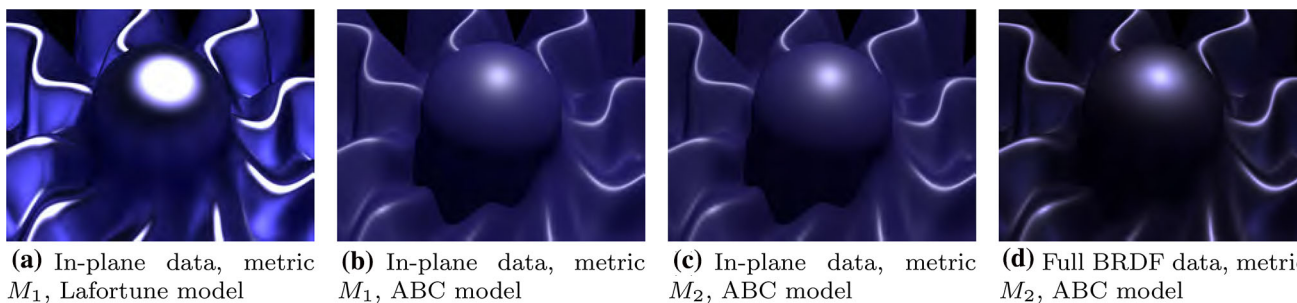 (a) In-plane data, metric
M₁, Lafortune model
(b) In-plane data, metric
M₁, ABC model
(c) In-plane data, metric
M₂, ABC model
(d) Full BRDF data, metric
M₂, ABC model